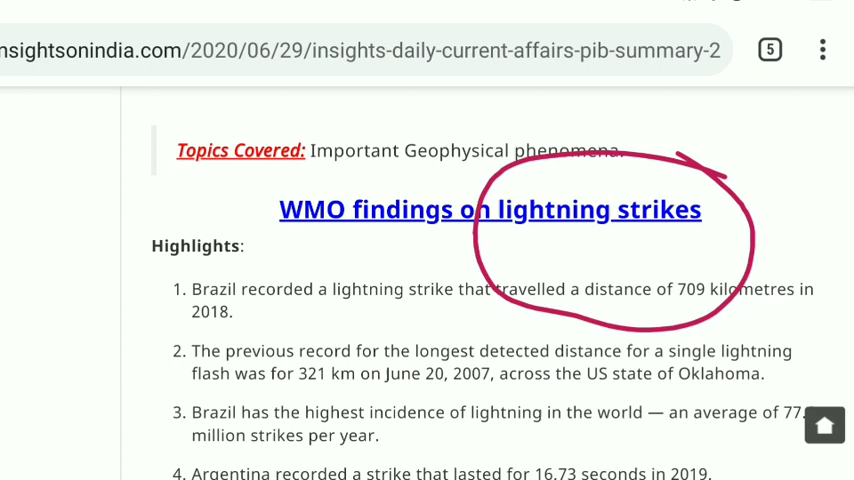 nsightsonindia.com/2020/06/29/insights-daily-current-affairs-pib-summary-2
5
Topics Covered: Important Geophysical phenomena.
WMO findings on lightning strikes
Highlights:
1. Brazil recorded a lightning strike that travelled a distance of 709 kilometres in
2018.
2. The previous record for the longest detected distance for a single lightning
flash was for 321 km on June 20, 2007, across the US state of Oklahoma.
3. Brazil has the highest incidence of lightning in the world — an average of 77.
million strikes per year.
4. Argentina recorded a strike that lasted for 16.73 seconds in 2019.